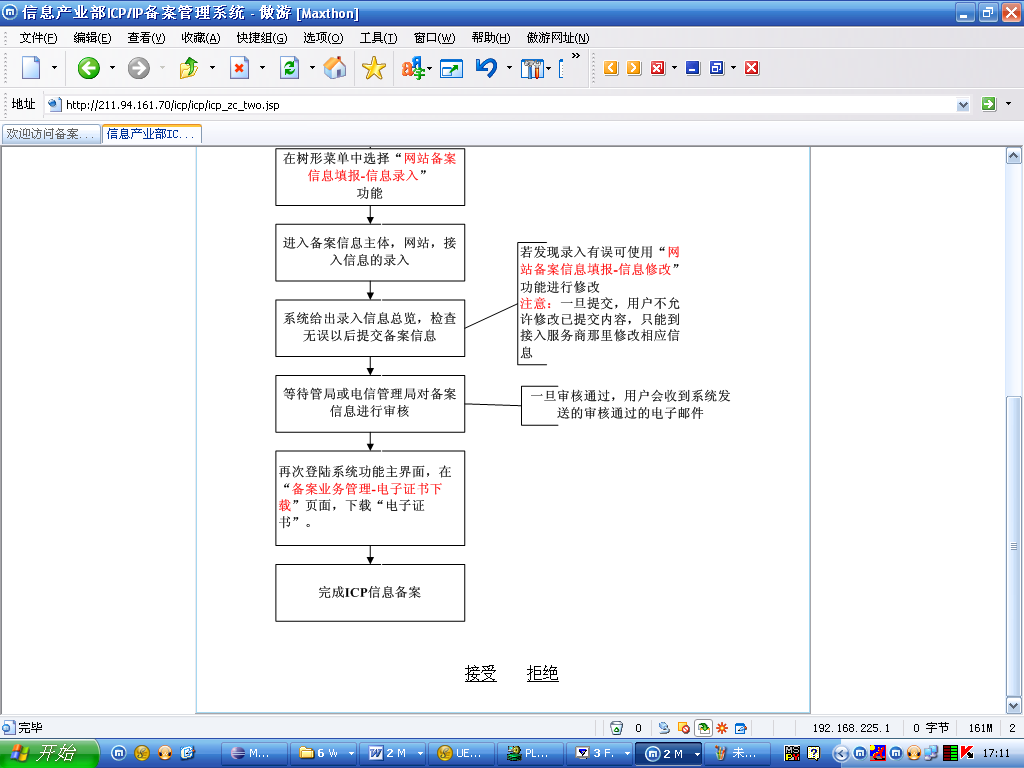 信息产业部ICP/IP备案管理系统 - 傲游 [Maxthon]
文件(F) 编辑(E) 查看(V) 收藏(A) 快捷组(G) 选项(O) 工具(T) 窗口(W) 帮助(H) 傲游网址(N)
地址 http://211.94.161.70/icp/icp/icp_zc_two.jsp
欢迎访问备案... 信息产业部IC...
在树形菜单中选择“网站备案
信息填报-信息录入”
功能
进入备案信息主体，网站，接
入信息的录入
系统给出录入信息总览，检查
无误以后提交备案信息
若发现录入有误可使用“网
站备案信息填报-信息修改”
功能进行修改
注意：一旦提交，用户不允
许修改已提交内容，只能到
接入服务商那里修改相应信
息
等待管局或电信管理局对备案
信息进行审核
一旦审核通过，用户会收到系统发
送的审核通过的电子邮件
再次登陆系统功能主界面，在
“备案业务管理-电子证书下
载”页面，下载“电子证
书”。
完成ICP信息备案
接受 拒绝
完毕 0 192.168.225.1 0 字节 161M 2
开始 M... 6 W 2 M UE... PL... 3 F. 2 M 未... 17:11